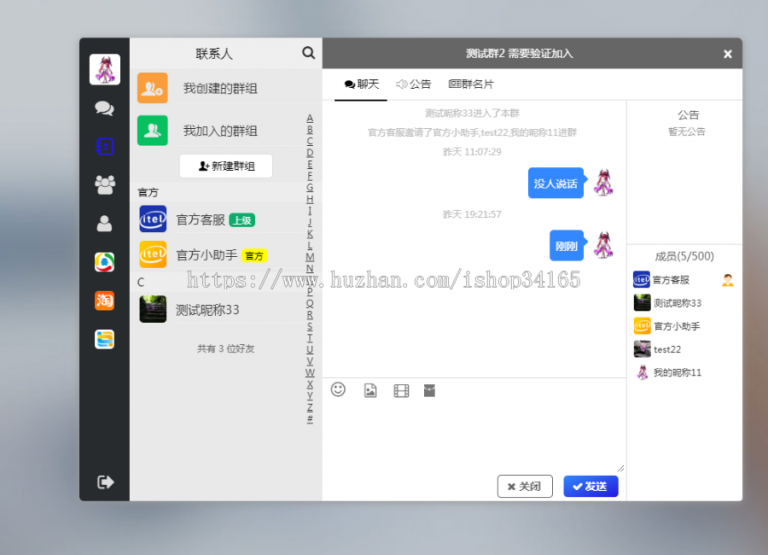 联系人
我创建的群组
我加入的群组
新建群组
官方
itel 官方客服 上级
itel 官方小助手 官方
C
测试昵称33
共有 3 位好友
A
B
C
D
E
F
G
H
I
J
K
L
M
N
P
Q
R
S
T
U
V
W
X
Y
Z
#
测试群2 需要验证加入
聊天 公告 群名片
测试昵称33进入了本群
官方客服邀请了官方小助手,test22,我的昵称11进群
昨天 11:07:29
没人说话
昨天 19:21:57
刚刚
关闭 发送
公告
暂无公告
成员(5/500)
itel 官方客服
测试昵称33
itel 官方小助手
test22
我的昵称11
淘
https://www.huzhan.com/ishop34165